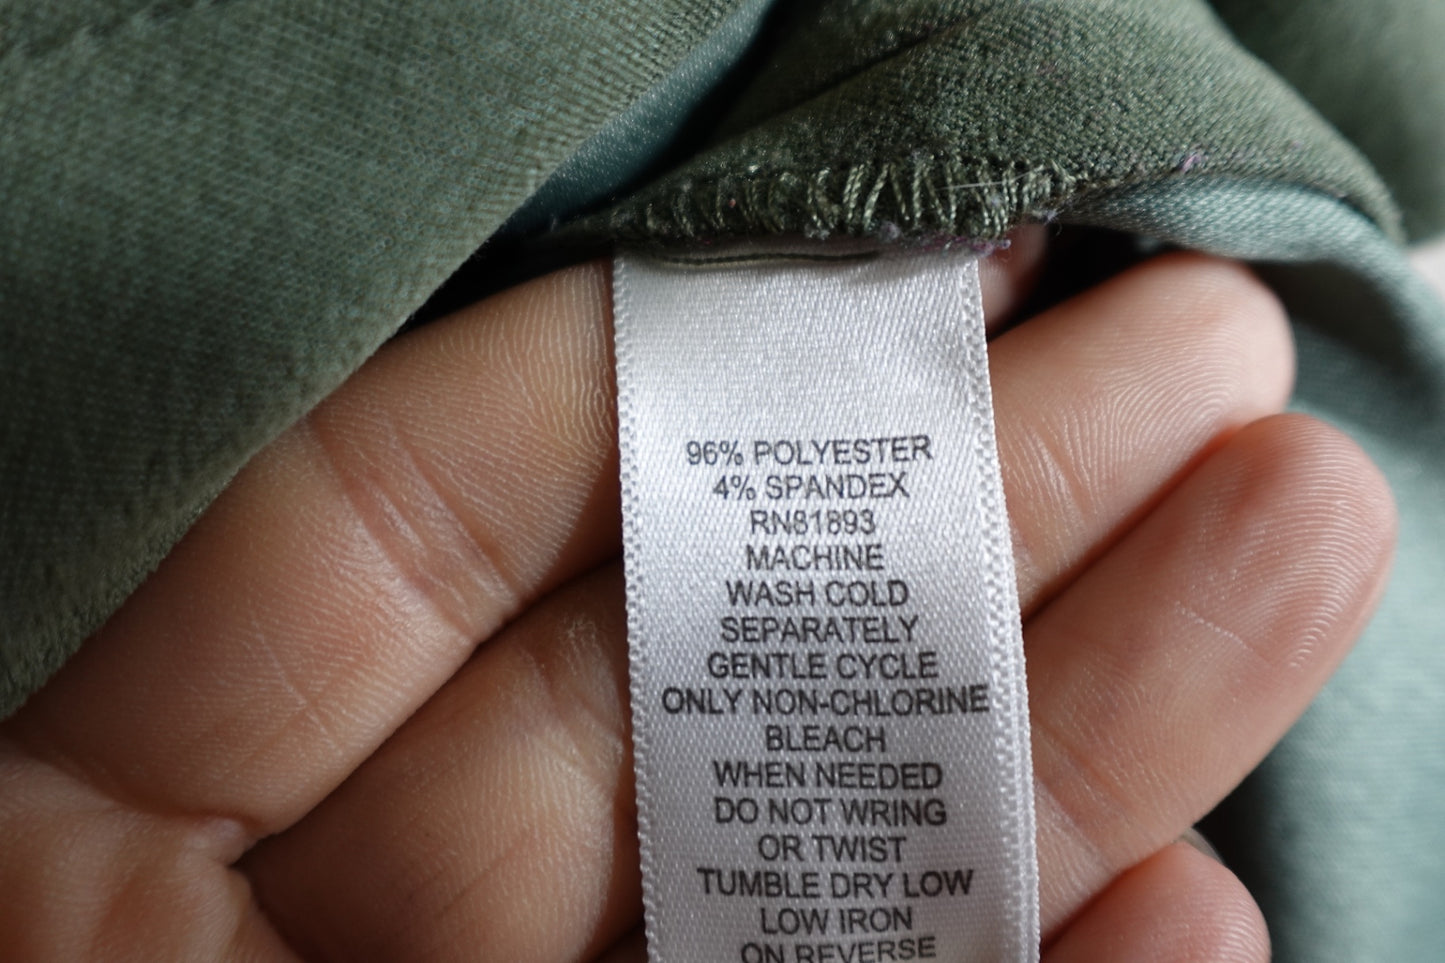 96% POLYESTER
4% SPANDEX
RN81893
MACHINE
WASH COLD
SEPARATELY
GENTLE CYCLE
ONLY NON-CHLORINE
BLEACH
WHEN NEEDED
DO NOT WRING
OR TWIST
TUMBLE DRY LOW
LOW IRON
ON REVERSE